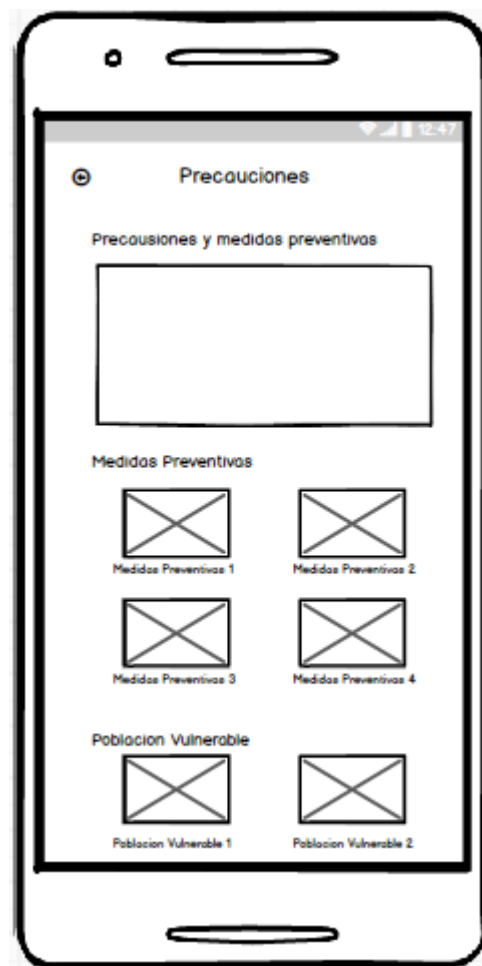 12:47
Precauciones
Precausiones y medidas preventivas
Medidas Preventivas
Medidas Preventivas 1 Medidas Preventivas 2
Medidas Preventivas 3 Medidas Preventivas 4
Poblacion Vulnerable
Poblacion Vulnerable 1 Poblacion Vulnerable 2